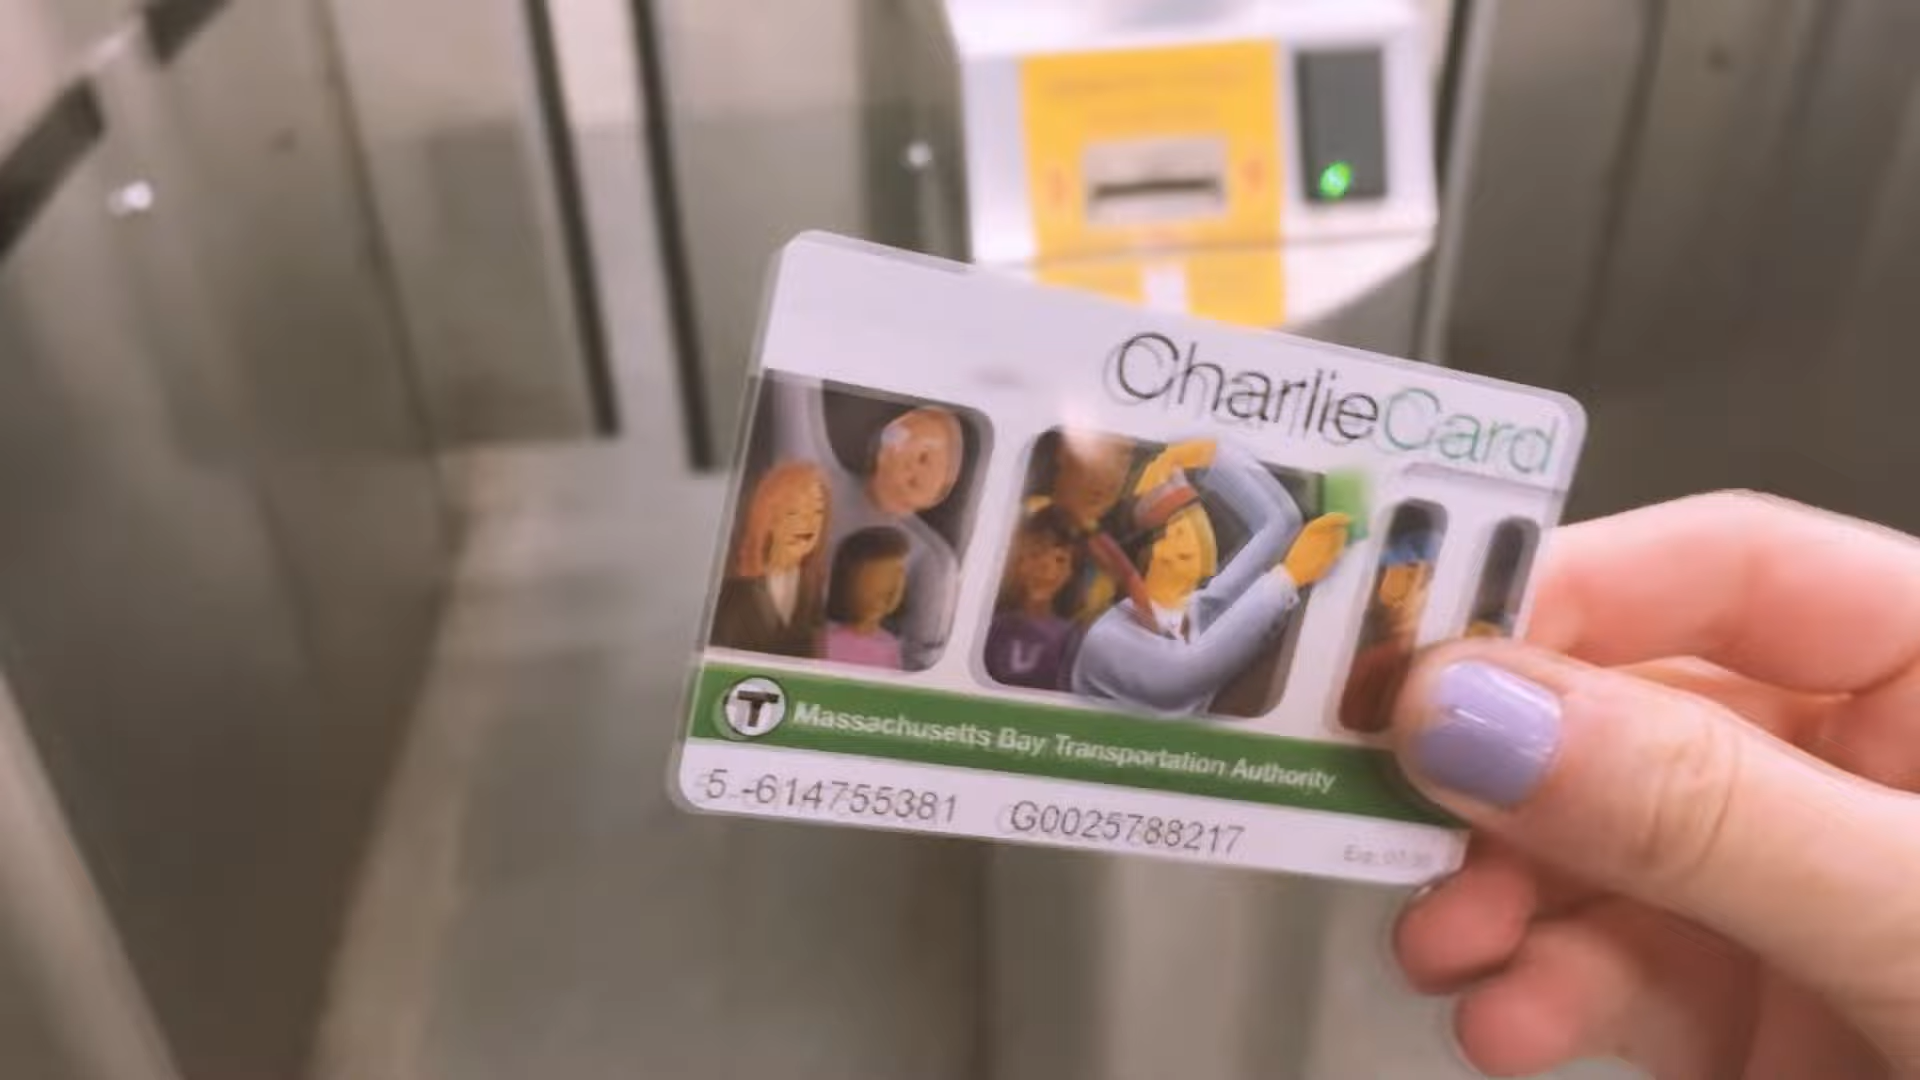 CharlieCard
T Massachusetts Bay Transportation Authority
5-614755381 G0025788217